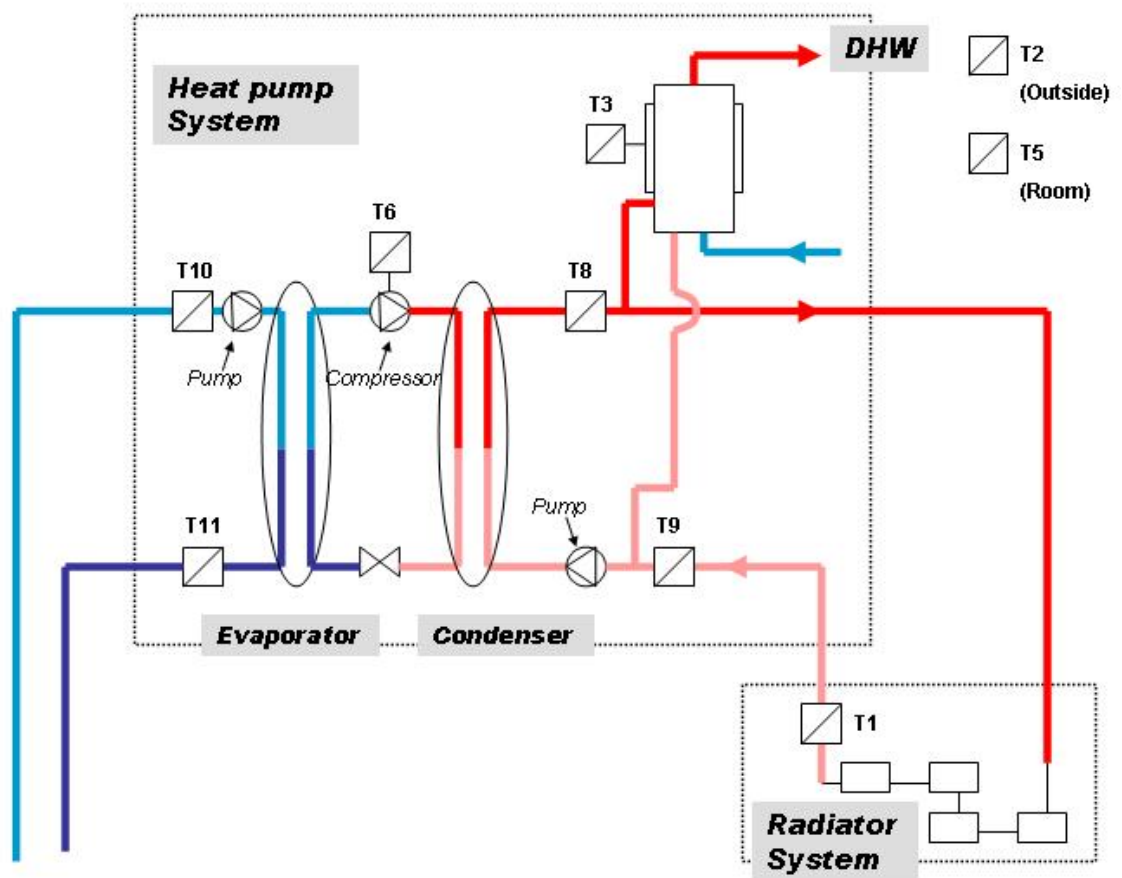 DHW
T2
(Outside)
Heat pump
System
T3
T5
(Room)
T6
T10
T8
Pump
Compressor
Pump
T11
T9
Evaporator
Condenser
T1
Radiator
System